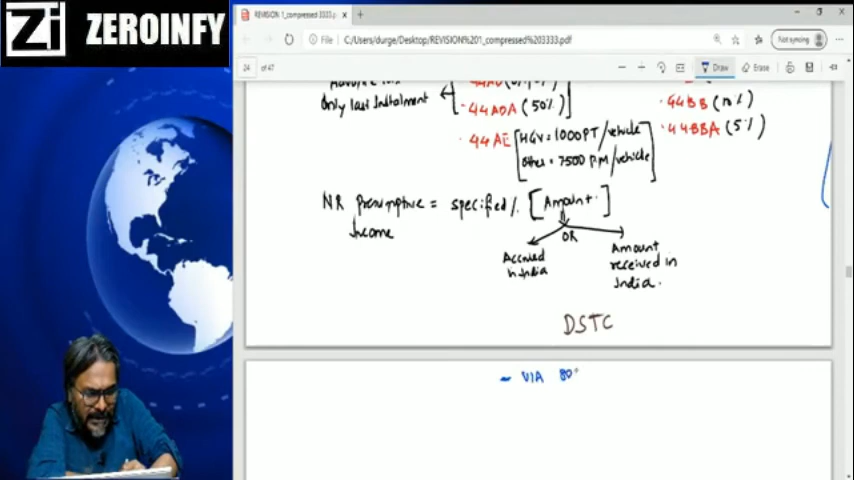 Zi ZEROINFY
REVISION 1_compressed 3333.pdf
File C:/Users/durge/Desktop/REVISION%201_compressed%203333.pdf
Not syncing
24 of 47
Draw
Erase
Only last Instalment
44ADA (50%)
44BB (10%)
44BBA (5%)
44AE HGV = 1000PT/vehicle
other = 7500 PM/vehicle
NR Presumptive Income = specified % [Amount]
OR
Accrued in India
Amount received in India.
DSTC
- VIA 80